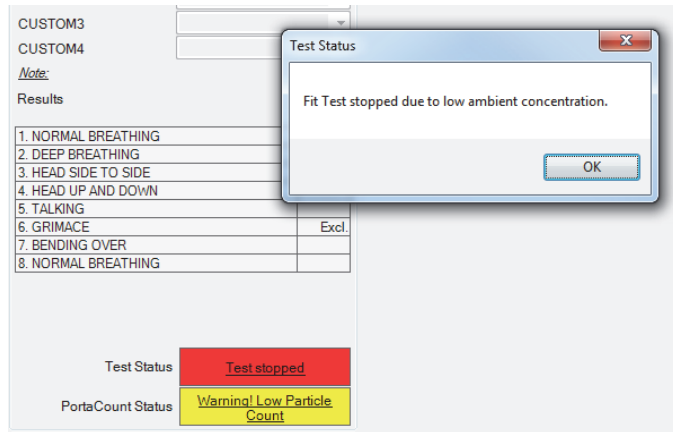 CUSTOM3
CUSTOM4
Note:
Results
Test Status
Fit Test stopped due to low ambient concentration.
OK
1. NORMAL BREATHING
2. DEEP BREATHING
3. HEAD SIDE TO SIDE
4. HEAD UP AND DOWN
5. TALKING
6. GRIMACE Excl.
7. BENDING OVER
8. NORMAL BREATHING
Test Status Test stopped
PortaCount Status Warning! Low Particle
Count